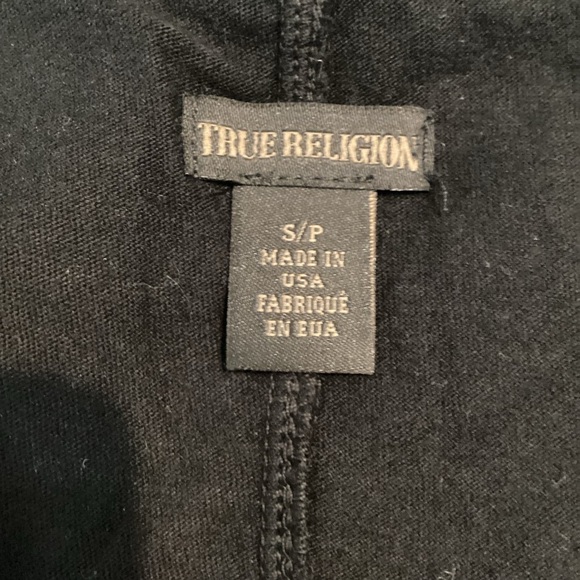 TRUE RELIGION
S/P
MADE IN
USA
FABRIQUÉ
EN EUA